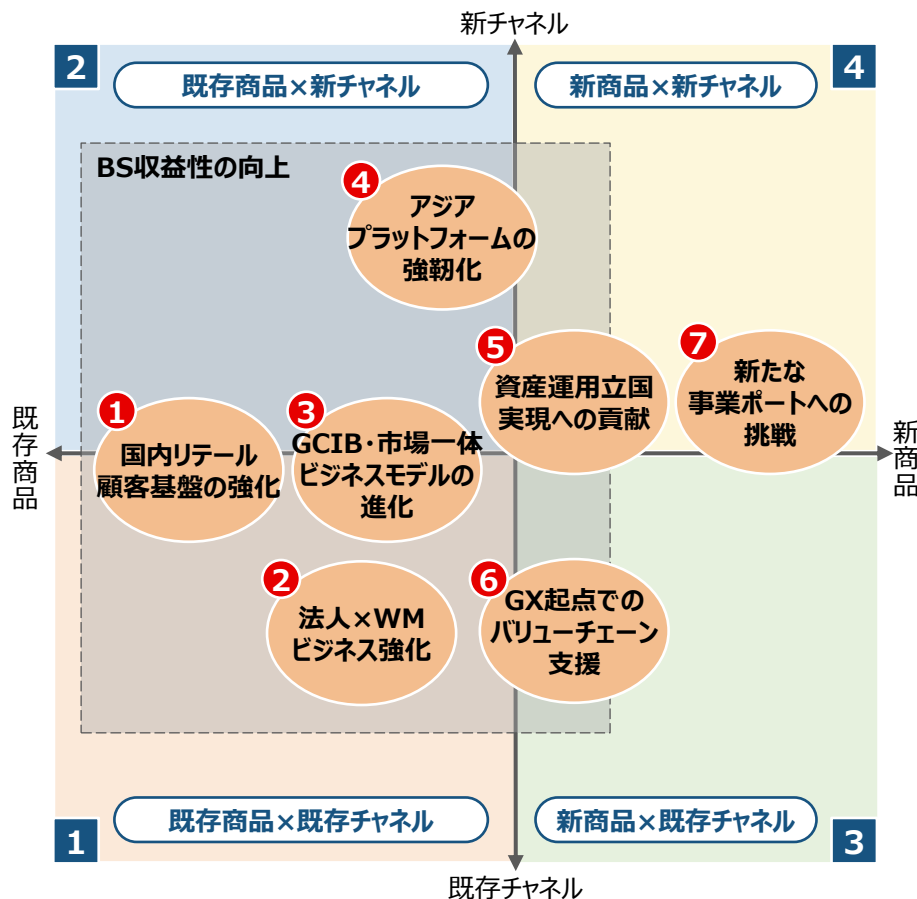 新チャネル
2
既存商品×新チャネル
新商品×新チャネル
4
BS収益性の向上
4
アジア
プラットフォームの
強靭化
5
資産運用立国
実現への貢献
7
新たな
事業ポートへの
挑戦
既存商品
1
国内リテール
顧客基盤の強化
3
GCIB・市場一体
ビジネスモデルの
進化
新商品
2
法人×WM
ビジネス強化
6
GX起点での
バリューチェーン
支援
1
既存商品×既存チャネル
新商品×既存チャネル
3
既存チャネル